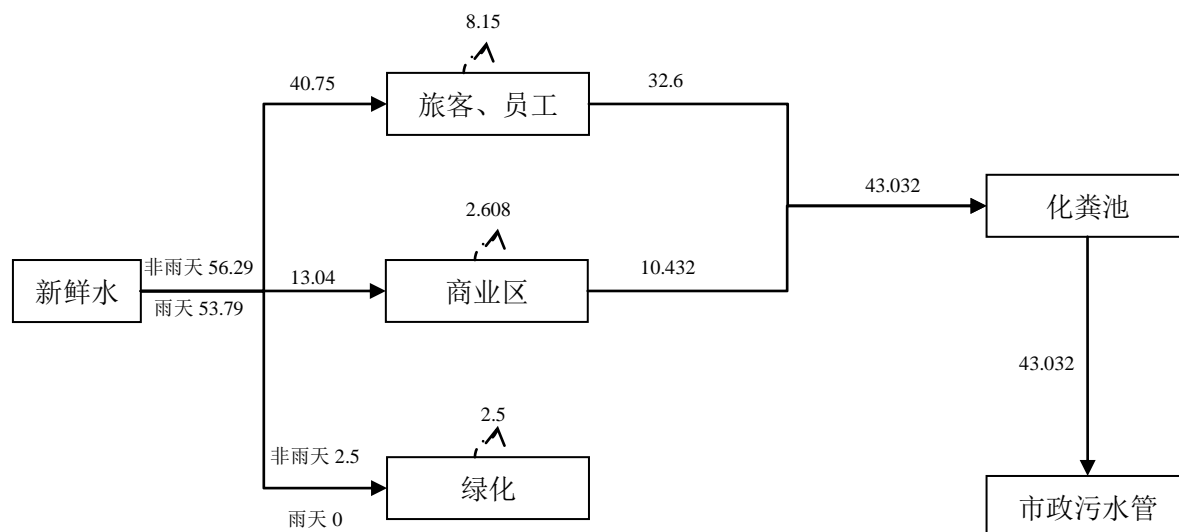 8.15
40.75
旅客、员工
32.6
43.032
化粪池
2.608
非雨天 56.29
13.04
10.432
新鲜水
商业区
雨天 53.79
43.032
2.5
非雨天 2.5
绿化
市政污水管
雨天 0